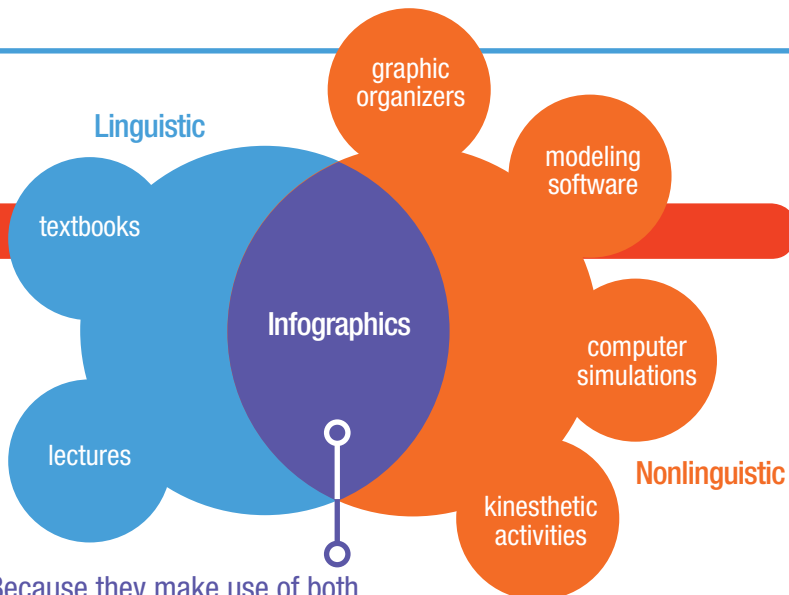 graphic
organizers
Linguistic
modeling
software
textbooks
Infographics
computer
simulations
lectures
Nonlinguistic
kinesthetic
activities
Because they make use of both